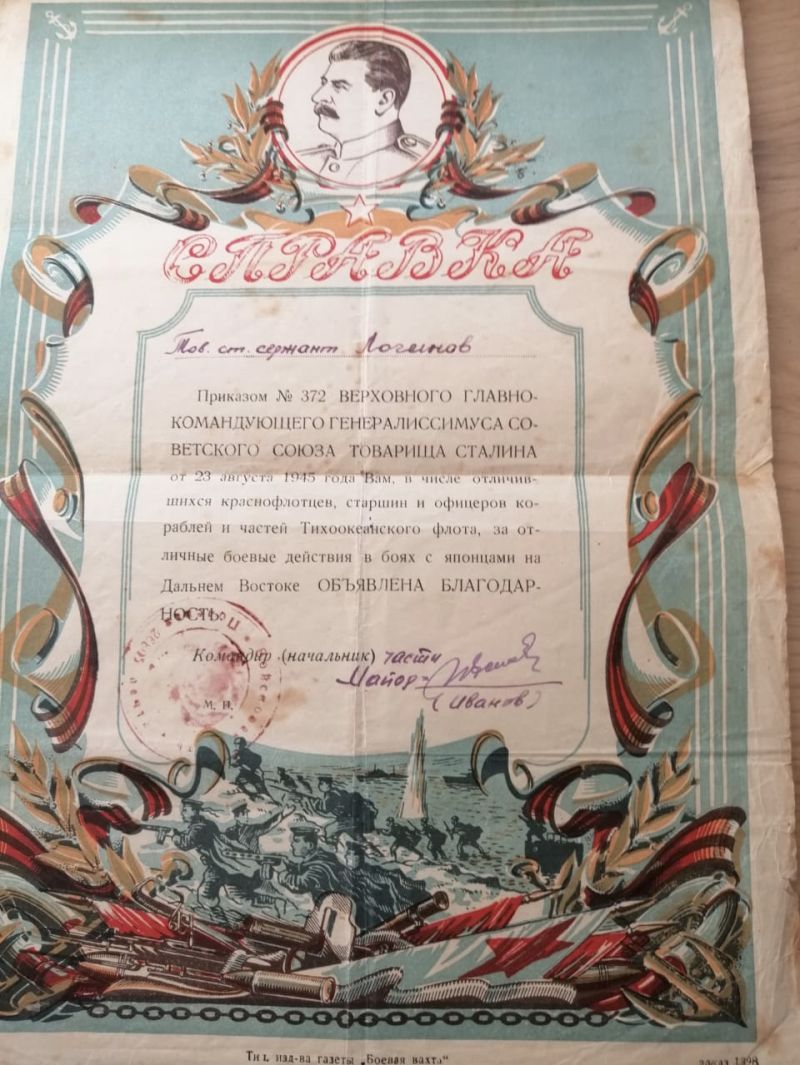 СПРАВКА
Тов. ст. сержант Логинов
Приказом № 372 ВЕРХОВНОГО ГЛАВНО-
КОМАНДУЮЩЕГО ГЕНЕРАЛИССИМУСА СО-
ВЕТСКОГО СОЮЗА ТОВАРИЩА СТАЛИНА
от 23 августа 1945 года Вам, в числе отличив-
шихся краснофлотцев, старшин и офицеров ко-
раблей и частей Тихоокеанского флота, за от-
личные боевые действия в боях с японцами на
Дальнем Востоке ОБЪЯВЛЕНА БЛАГОДАР-
НОСТЬ.
Командир (начальник) части
Майор
(Иванов)
М. П.
Тип. изд-ва газеты „Боевая вахта"
заказ 1398